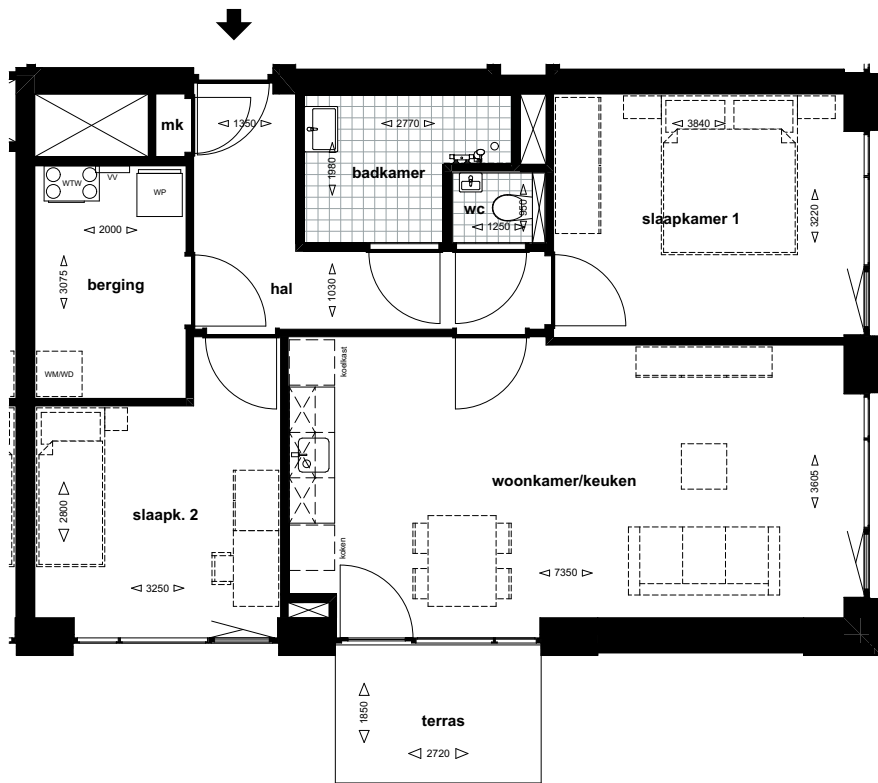 mk
1350
2770
1980
badkamer
3840
WTW
VV
WP
wc
950
1250
slaapkamer 1
3220
2000
3075
berging
hal
1030
WM/WD
koelkast
slaapk. 2
2800
3250
woonkamer/keuken
3605
koken
7350
1850
terras
2720